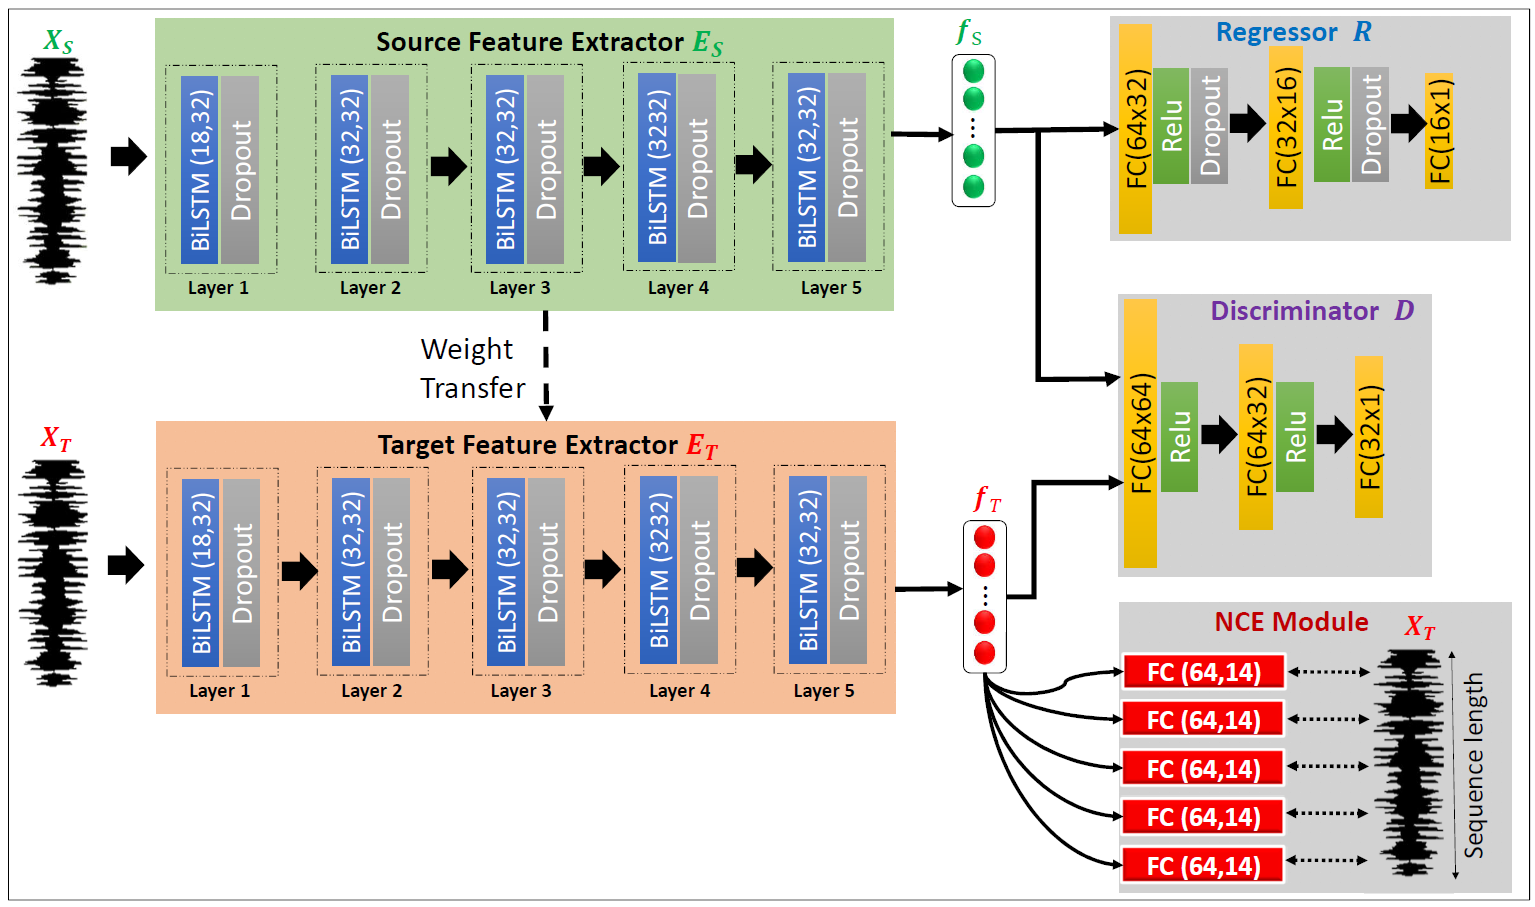 X_S
Source Feature Extractor E_S
BiLSTM (18,32)
Dropout
BiLSTM (32,32)
Dropout
BiLSTM (32,32)
Dropout
BiLSTM (3232)
Dropout
BiLSTM (32,32)
Dropout
Layer 1
Layer 2
Layer 3
Layer 4
Layer 5
f_S
...
Regressor R
FC(64x32)
Relu
Dropout
FC(32x16)
Relu
Dropout
FC(16x1)
Weight
Transfer
Discriminator D
FC(64x64)
Relu
FC(64x32)
Relu
FC(32x1)
X_T
Target Feature Extractor E_T
BiLSTM (18,32)
Dropout
BiLSTM (32,32)
Dropout
BiLSTM (32,32)
Dropout
BiLSTM (3232)
Dropout
BiLSTM (32,32)
Dropout
Layer 1
Layer 2
Layer 3
Layer 4
Layer 5
f_T
...
NCE Module
X_T
FC (64,14)
FC (64,14)
FC (64,14)
FC (64,14)
FC (64,14)
Sequence length